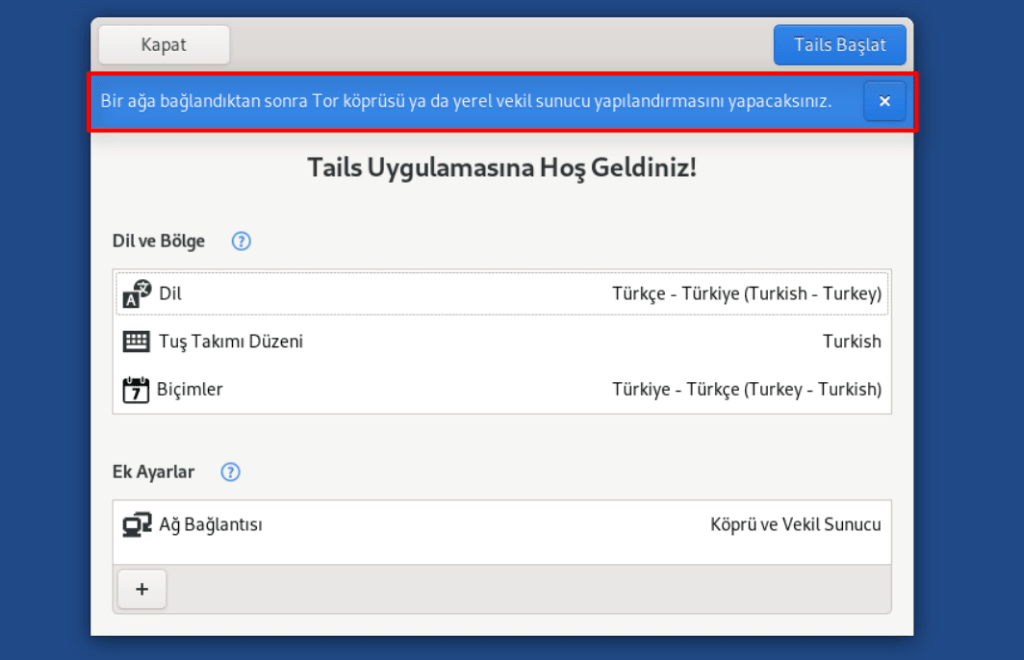 Kapat
Tails Başlat
Bir ağa bağlandıktan sonra Tor köprüsü ya da yerel vekil sunucu yapılandırmasını yapacaksınız.
Tails Uygulamasına Hoş Geldiniz!
Dil ve Bölge
Dil Türkçe - Türkiye (Turkish - Turkey)
Tuş Takımı Düzeni Turkish
Biçimler Türkiye - Türkçe (Turkey - Turkish)
Ek Ayarlar
Ağ Bağlantısı Köprü ve Vekil Sunucu